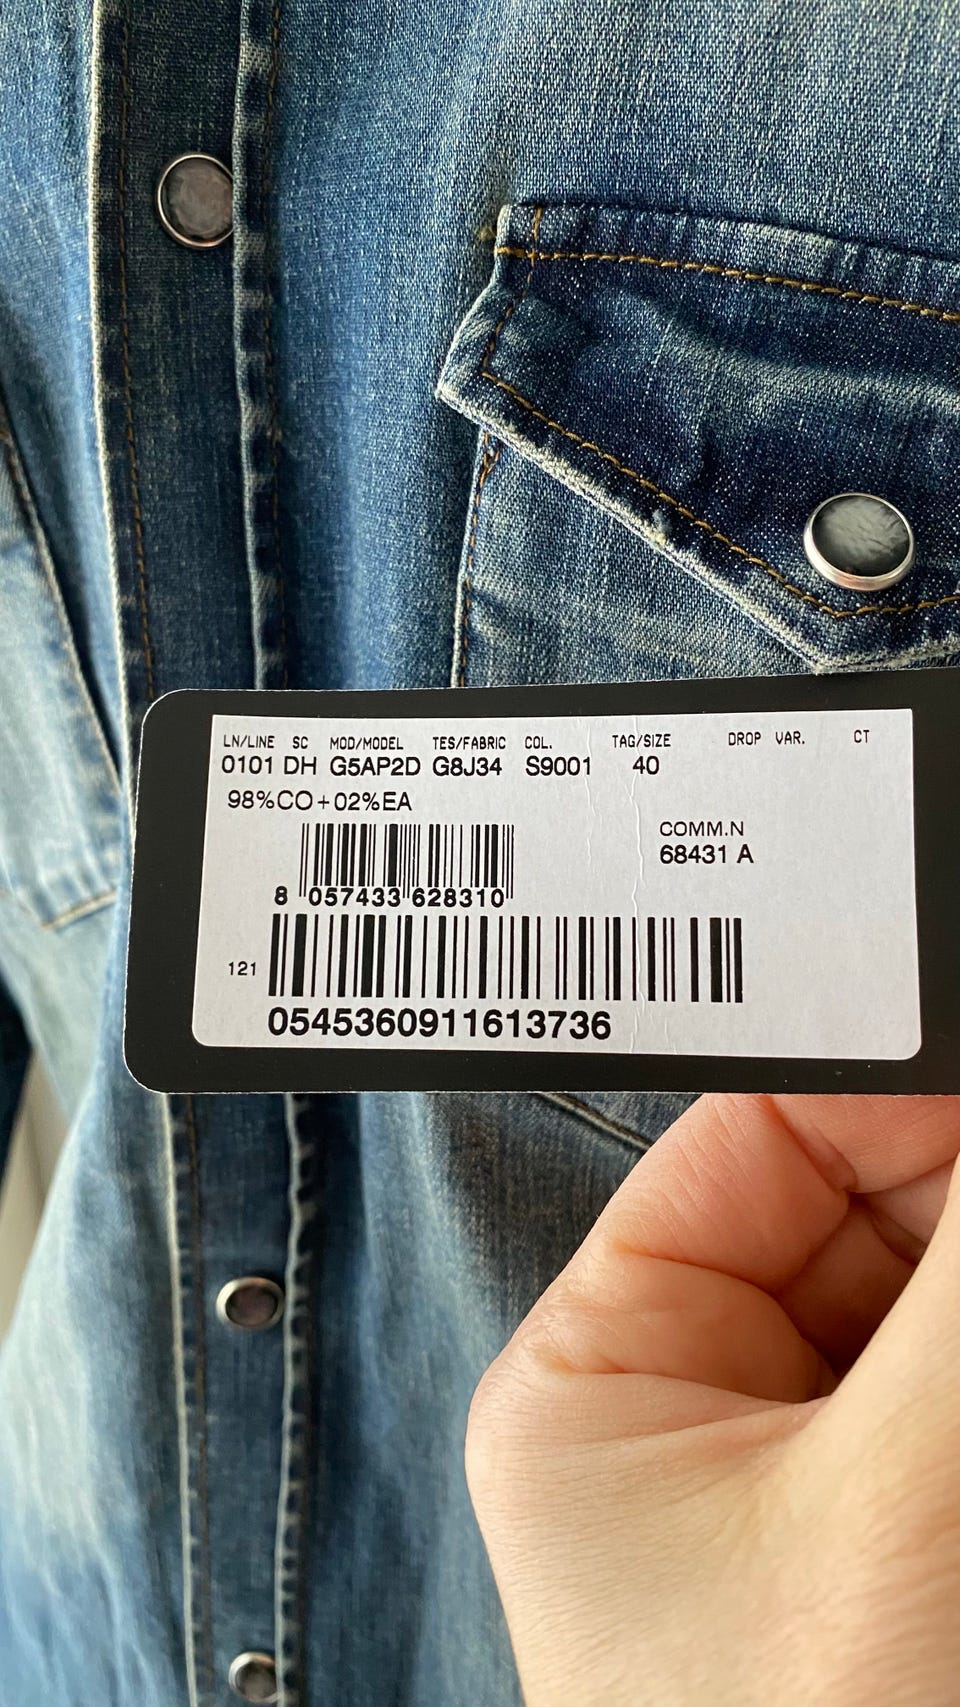 LN/LINE SC MOD/MODEL TES/FABRIC COL. TAG/SIZE DROP VAR. CT
0101 DH G5AP2D G8J34 S9001 40
98%CO+02%EA
COMM.N
68431 A
8 057433 628310
121
0545360911613736